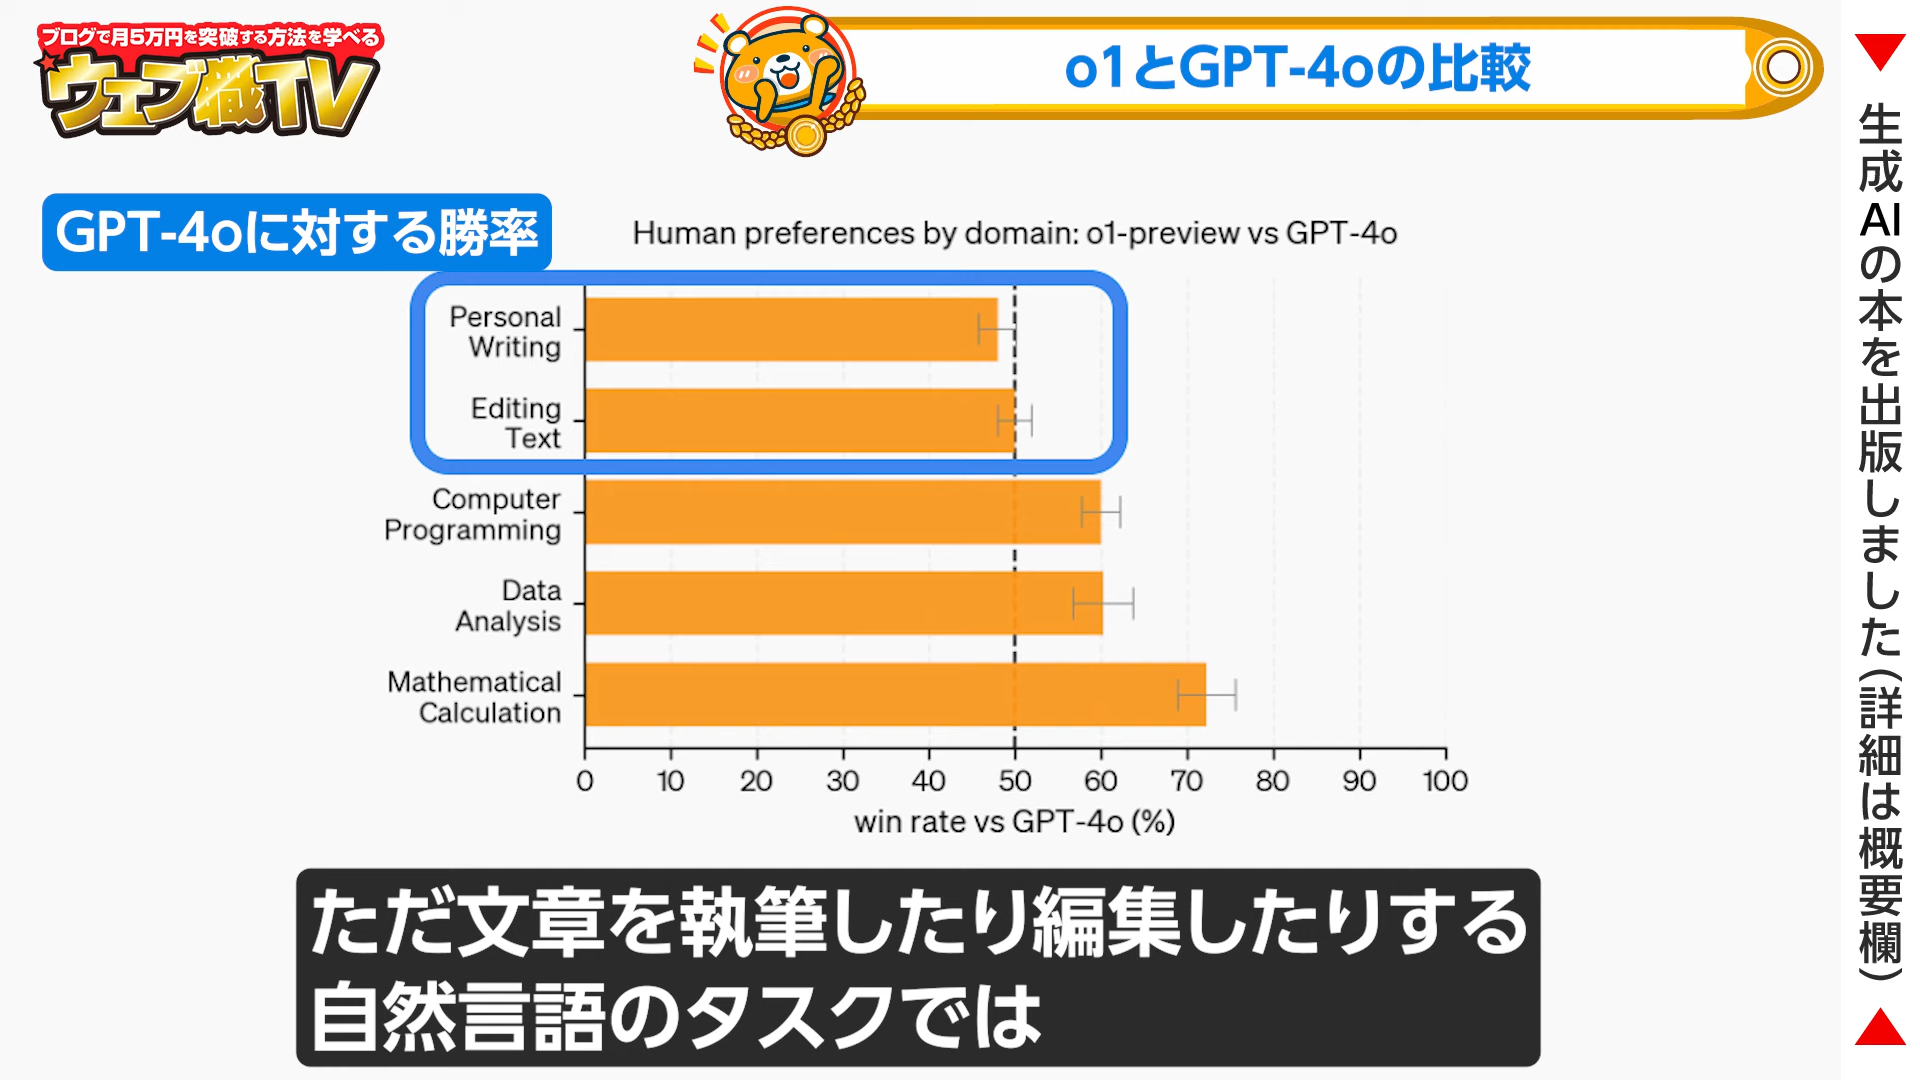 ブログで月5万円を突破する方法を学べる
ウェブ職TV
o1とGPT-4oの比較
GPT-4oに対する勝率
Human preferences by domain: o1-preview vs GPT-4o
Personal
Writing
Editing
Text
Computer
Programming
Data
Analysis
Mathematical
Calculation
0 10 20 30 40 50 60 70 80 90 100
win rate vs GPT-4o (%)
ただ文章を執筆したり編集したりする
自然言語のタスクでは
▼生成AIの本を出版しました(詳細は概要欄)▲